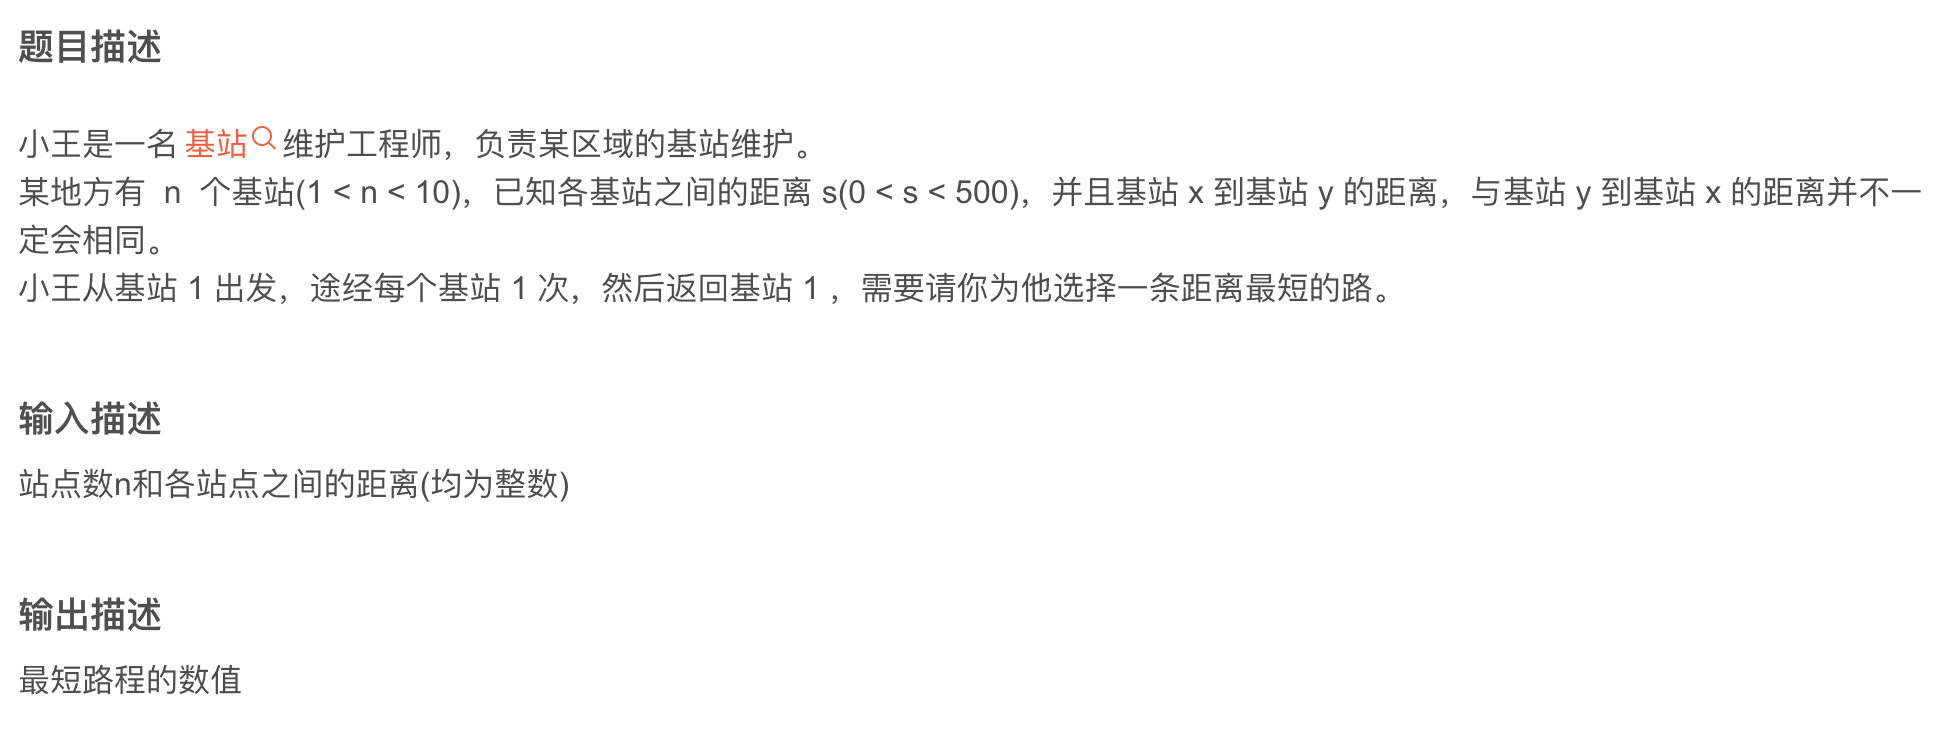 题目描述
小王是一名 基站 维护工程师，负责某区域的基站维护。
某地方有 n 个基站(1 < n < 10)，已知各基站之间的距离 s(0 < s < 500)，并且基站 x 到基站 y 的距离，与基站 y 到基站 x 的距离并不一
定会相同。
小王从基站 1 出发，途经每个基站 1 次，然后返回基站 1 ，需要请你为他选择一条距离最短的路。
输入描述
站点数n和各站点之间的距离(均为整数)
输出描述
最短路程的数值